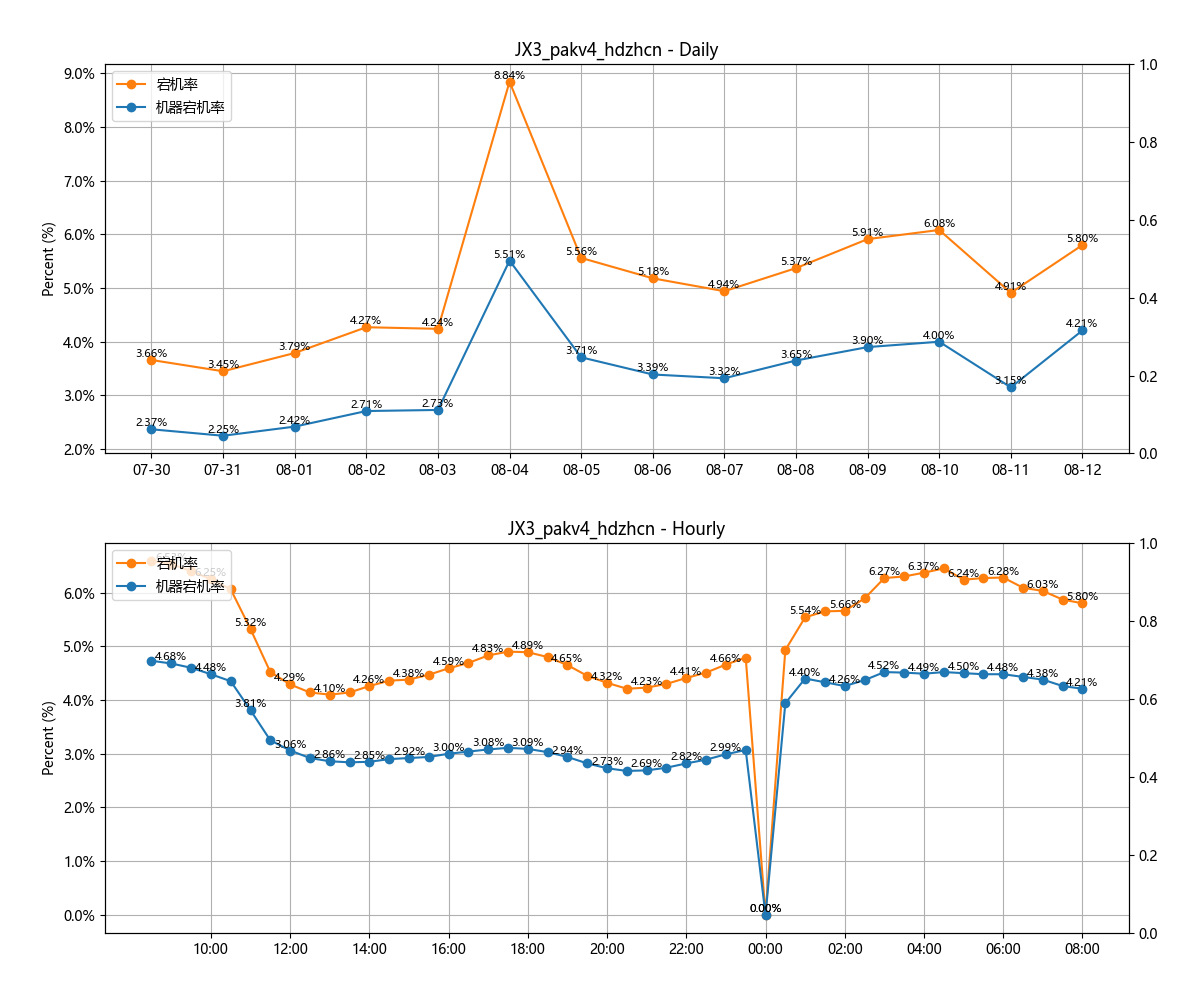 JX3_pakv4_hdzhcn - Daily
宕机率
机器宕机率
Percent (%)
9.0%
8.0%
7.0%
6.0%
5.0%
4.0%
3.0%
2.0%
1.0
0.8
0.6
0.4
0.2
0.0
3.66% 3.45% 3.79% 4.27% 4.24% 8.84% 5.56% 5.18% 4.94% 5.37% 5.91% 6.08% 4.91% 5.80%
2.37% 2.25% 2.42% 2.71% 2.73% 5.51% 3.71% 3.39% 3.32% 3.65% 3.90% 4.00% 3.15% 4.21%
07-30 07-31 08-01 08-02 08-03 08-04 08-05 08-06 08-07 08-08 08-09 08-10 08-11 08-12
JX3_pakv4_hdzhcn - Hourly
宕机率
机器宕机率
Percent (%)
6.0%
5.0%
4.0%
3.0%
2.0%
1.0%
0.0%
1.0
0.8
0.6
0.4
0.2
0.0
6.25% 5.32% 4.29% 4.10% 4.26% 4.38% 4.59% 4.83% 4.89% 4.65% 4.32% 4.23% 4.41% 4.66% 0.00% 5.54% 5.66% 6.27% 6.37% 6.24% 6.28% 6.03% 5.80%
4.68% 4.48% 3.81% 3.06% 2.86% 2.85% 2.92% 3.00% 3.08% 3.09% 2.94% 2.73% 2.69% 2.82% 2.99% 0.00% 4.40% 4.26% 4.52% 4.49% 4.50% 4.48% 4.38% 4.21%
10:00 12:00 14:00 16:00 18:00 20:00 22:00 00:00 02:00 04:00 06:00 08:00